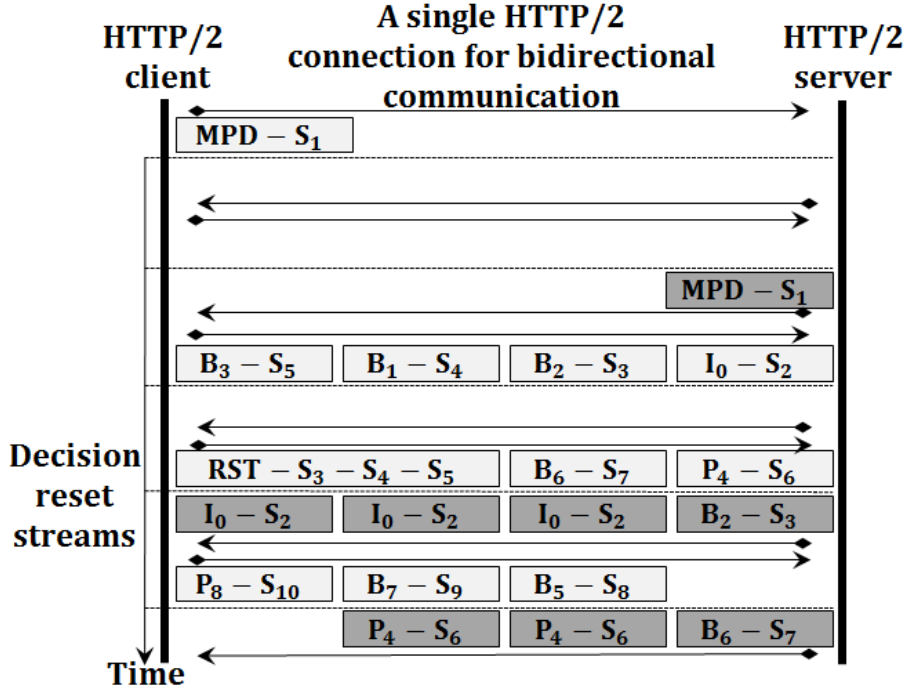 HTTP/2
client
A single HTTP/2
connection for bidirectional
communication
HTTP/2
server
MPD – S₁
MPD – S₁
B₃ – S₅
B₁ – S₄
B₂ – S₃
I₀ – S₂
Decision
reset
streams
RST – S₃ – S₄ – S₅
B₆ – S₇
P₄ – S₆
I₀ – S₂
I₀ – S₂
I₀ – S₂
B₂ – S₃
P₈ – S₁₀
B₇ – S₉
B₅ – S₈
P₄ – S₆
P₄ – S₆
B₆ – S₇
Time